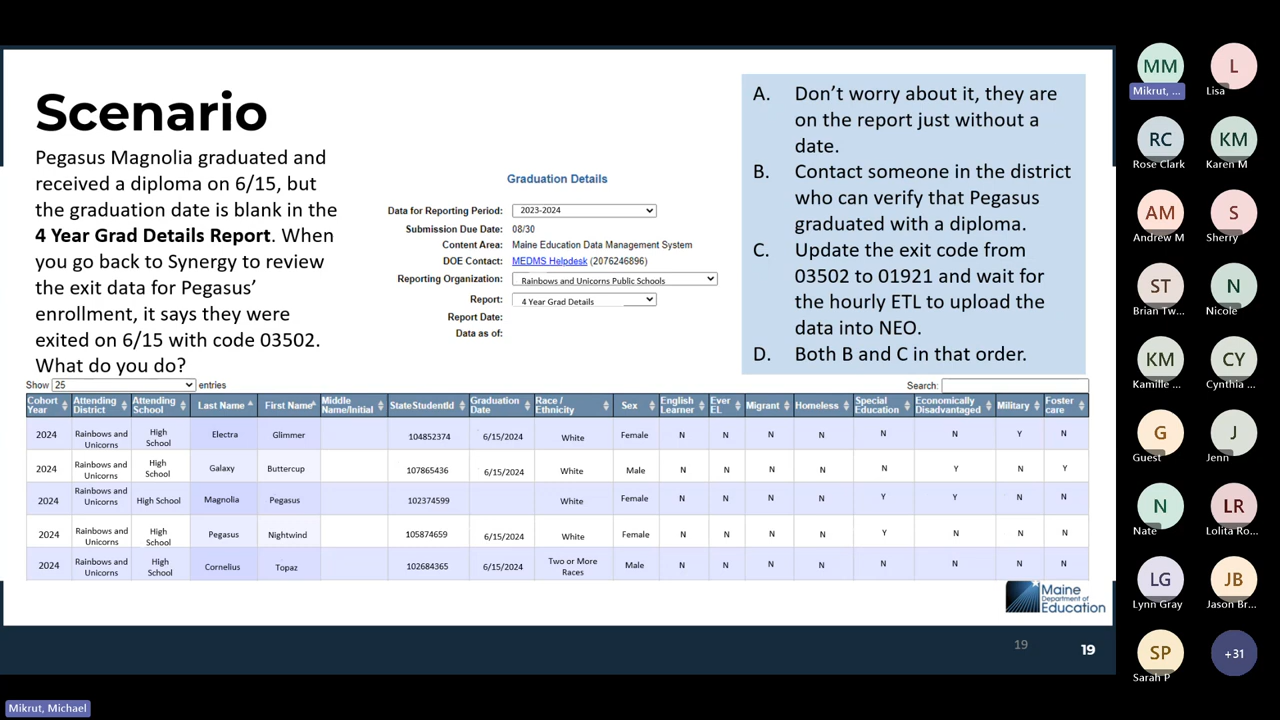 Scenario
Pegasus Magnolia graduated and
received a diploma on 6/15, but
the graduation date is blank in the
4 Year Grad Details Report. When
you go back to Synergy to review
the exit data for Pegasus'
enrollment, it says they were
exited on 6/15 with code 03502.
What do you do?
Graduation Details
Data for Reporting Period: 2023-2024
Submission Due Date: 08/30
Content Area: Maine Education Data Management System
DOE Contact: MEDMS Helpdesk (2076246896)
Reporting Organization: Rainbows and Unicorns Public Schools
Report: 4 Year Grad Details
Report Date:
Data as of:
A. Don't worry about it, they are
on the report just without a
date.
B. Contact someone in the district
who can verify that Pegasus
graduated with a diploma.
C. Update the exit code from
03502 to 01921 and wait for
the hourly ETL to upload the
data into NEO.
D. Both B and C in that order.
Show 25 entries
Search:
Cohort Year Attending District Attending School Last Name First Name Middle Name/Initial StateStudentId Graduation Date Race / Ethnicity Sex English Learner Ever EL Migrant Homeless Special Education Economically Disadvantaged Military Foster care
2024 Rainbows and Unicorns High School Electra Glimmer 104852374 6/15/2024 White Female N N N N N N Y N
2024 Rainbows and Unicorns High School Galaxy Buttercup 107865436 6/15/2024 White Male N N N N N Y N Y
2024 Rainbows and Unicorns High School Magnolia Pegasus 102374599 White Female N N N N Y Y N N
2024 Rainbows and Unicorns High School Pegasus Nightwind 105874659 6/15/2024 White Female N N N N Y N N N
2024 Rainbows and Unicorns High School Cornelius Topaz 102684365 6/15/2024 Two or More Races Male N N N N N N N N
Maine
Department of
Education
19
19
MM
Mikrut, ...
L
Lisa
RC
Rose Clark
KM
Karen M
AM
Andrew M
S
Sherry
ST
Brian Tw...
N
Nicole
KM
Kamille ...
CY
Cynthia ...
G
Guest
J
Jenn
N
Nate
LR
Lolita Ro...
LG
Lynn Gray
JB
Jason Br...
SP
Sarah P
+31
Mikrut, Michael